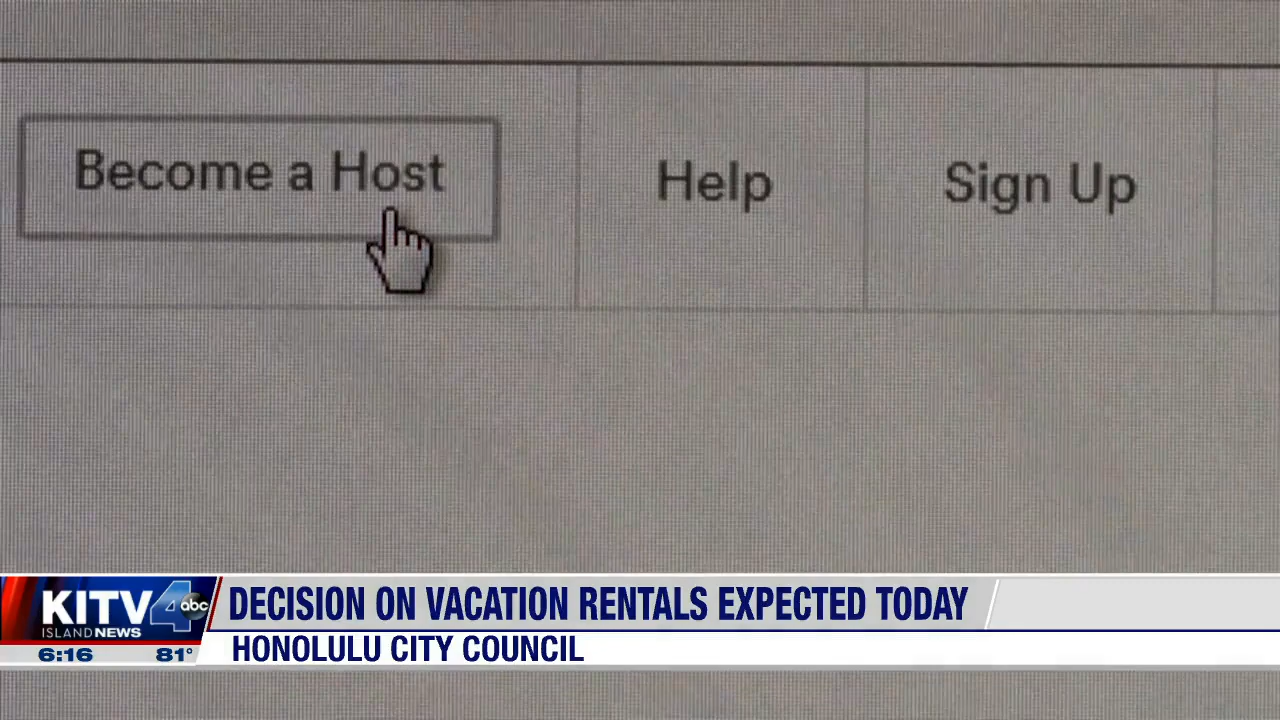 Become a Host
Help
Sign Up
KITV 4 abc
ISLAND NEWS
DECISION ON VACATION RENTALS EXPECTED TODAY
6:16 81°
HONOLULU CITY COUNCIL